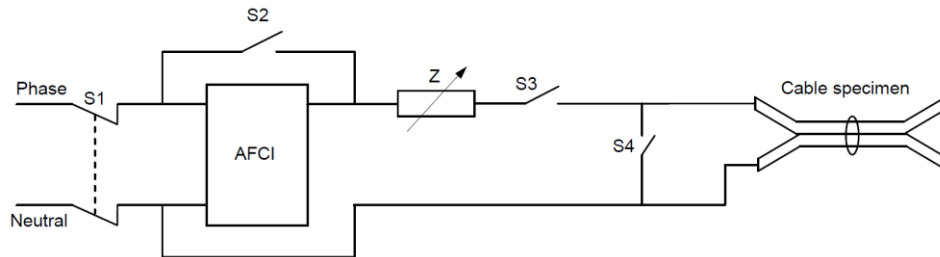 S2
Phase
S1
Z
S3
Cable specimen
AFCI
S4
Neutral